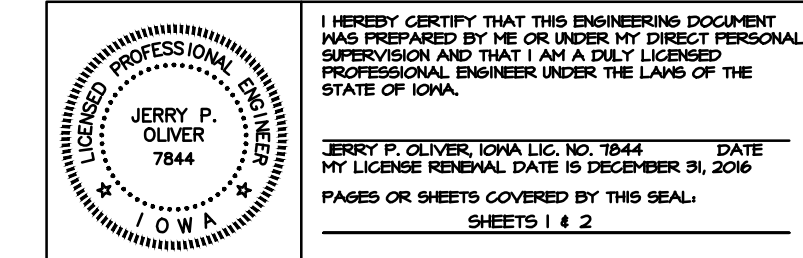 LICENSED PROFESSIONAL ENGINEER
JERRY P.
OLIVER
7844
IOWA
I HEREBY CERTIFY THAT THIS ENGINEERING DOCUMENT
WAS PREPARED BY ME OR UNDER MY DIRECT PERSONAL
SUPERVISION AND THAT I AM A DULY LICENSED
PROFESSIONAL ENGINEER UNDER THE LAWS OF THE
STATE OF IOWA.
JERRY P. OLIVER, IOWA LIC. NO. 7844 DATE
MY LICENSE RENEWAL DATE IS DECEMBER 31, 2016
PAGES OR SHEETS COVERED BY THIS SEAL:
SHEETS 1 & 2